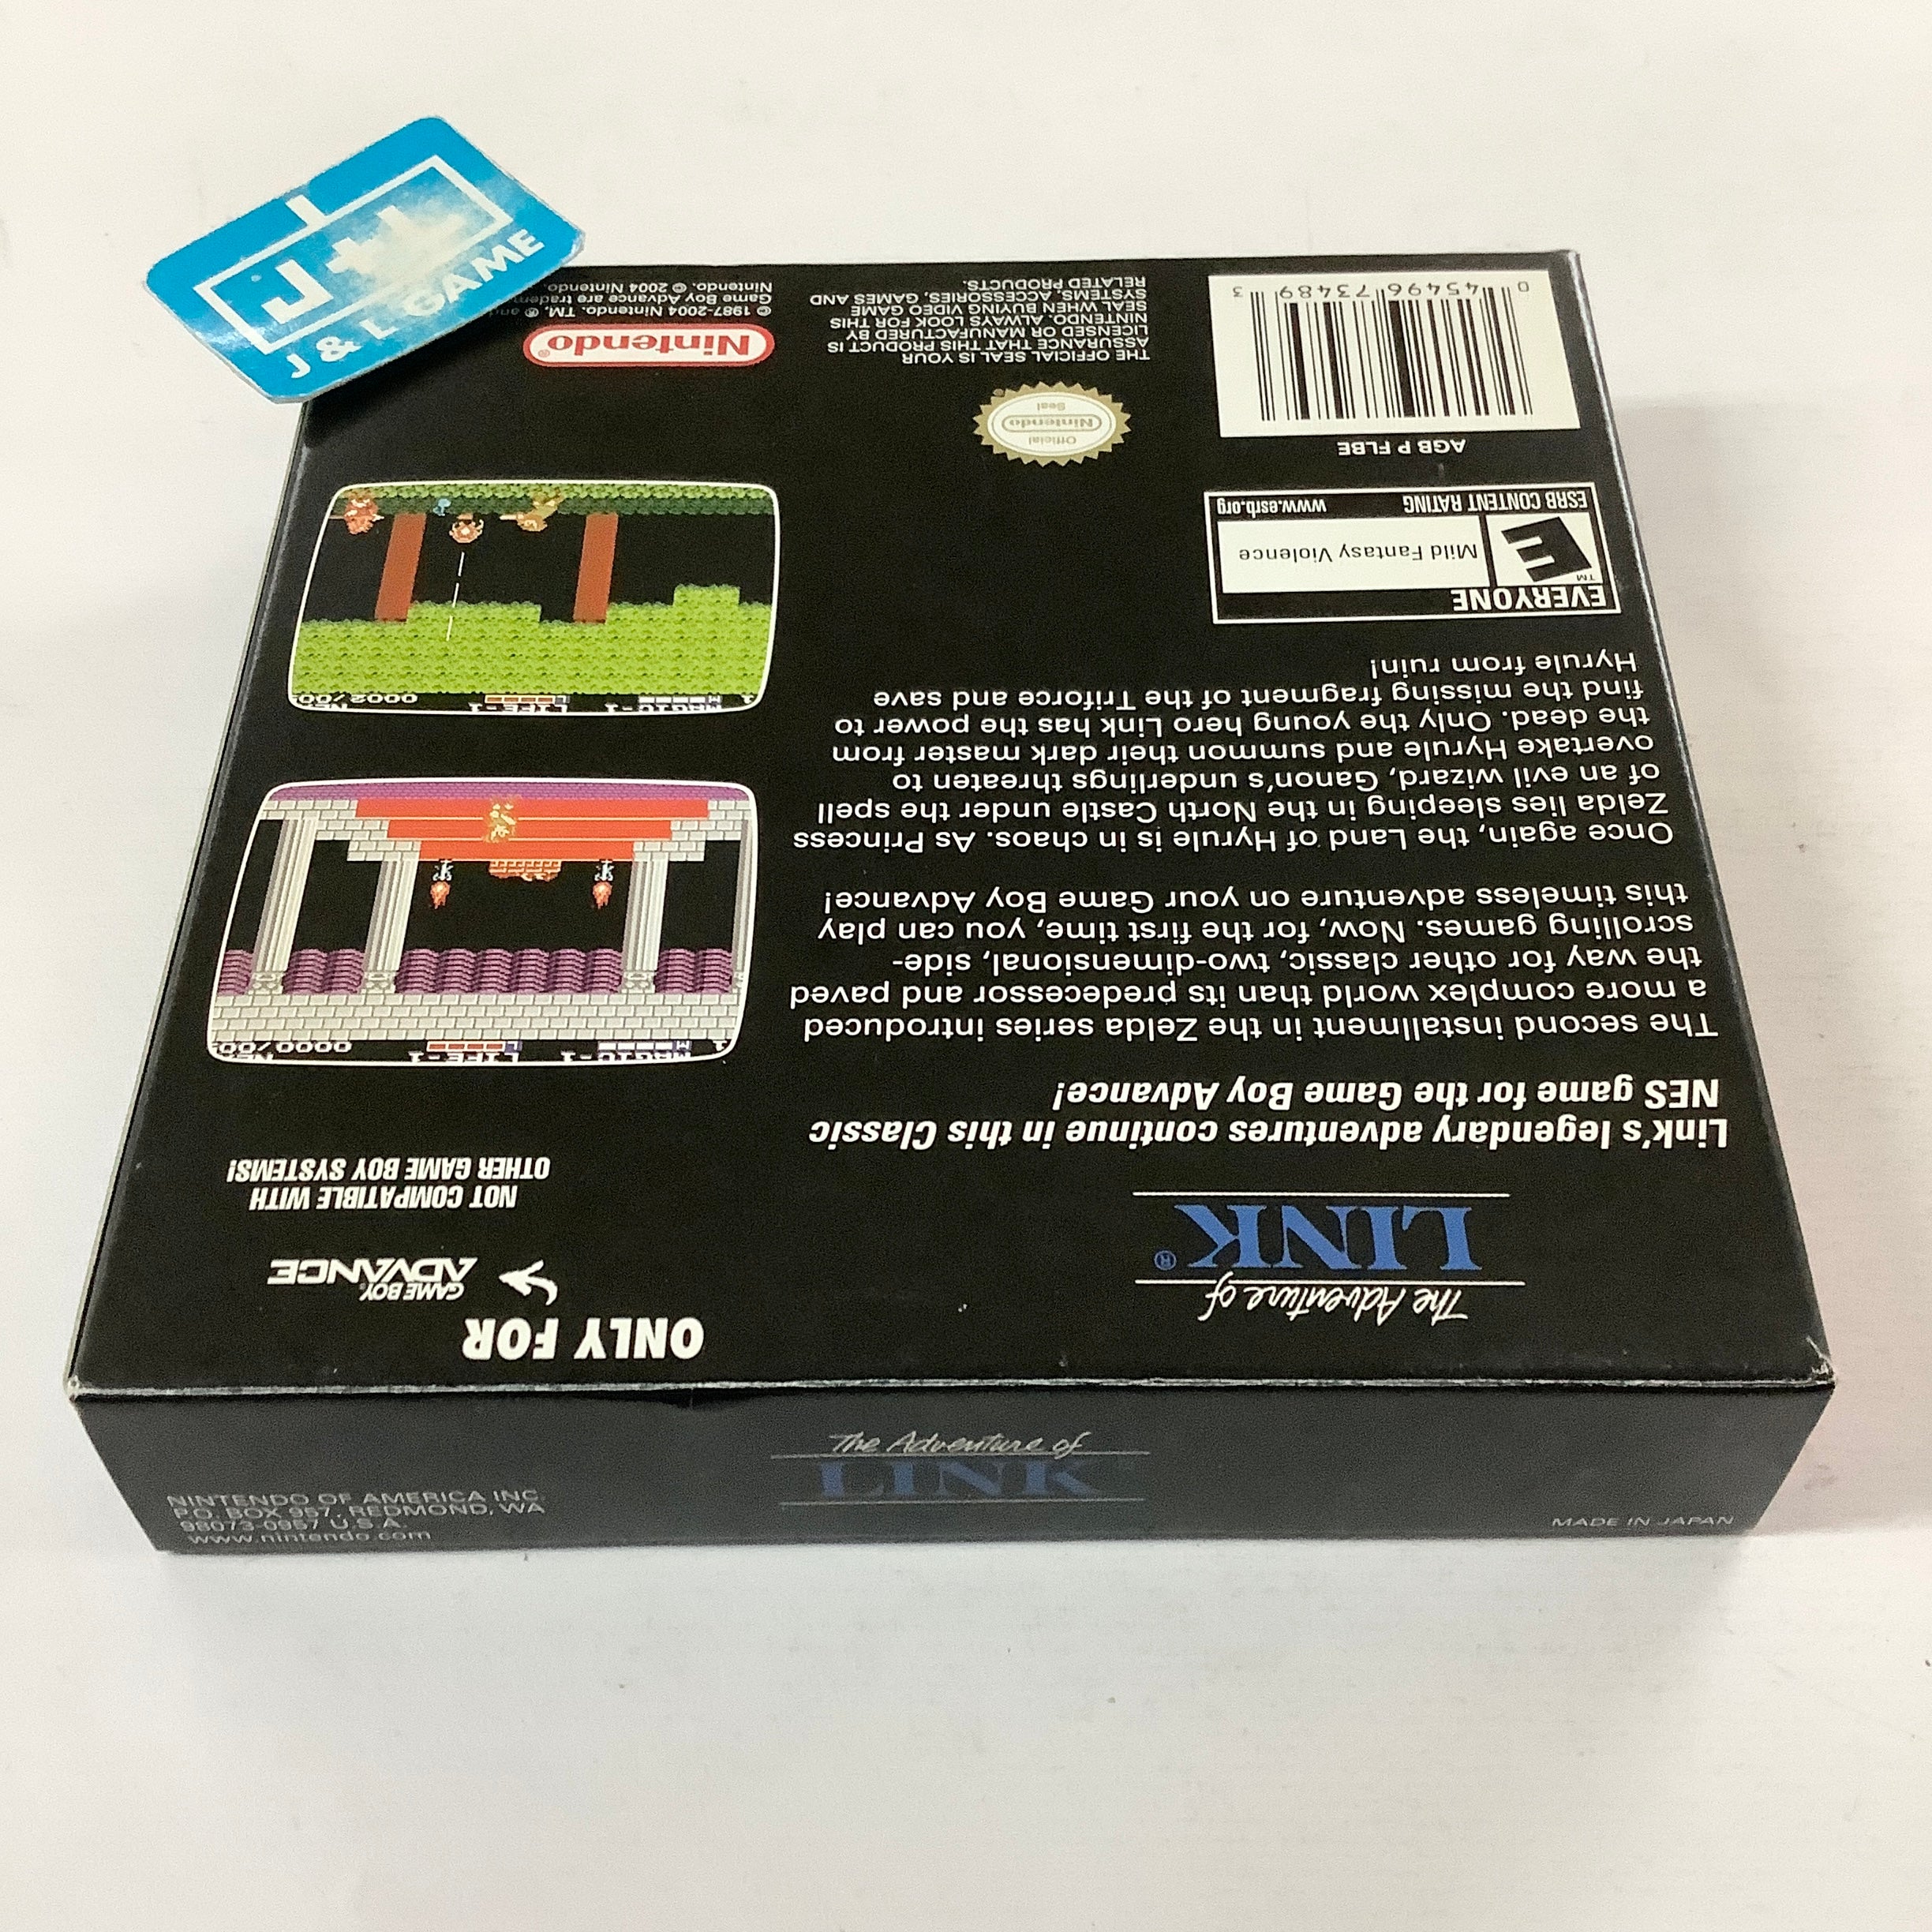 J & L GAME
ONLY FOR
GAME BOY
ADVANCE
NOT COMPATIBLE WITH
OTHER GAME BOY SYSTEMS!
The Adventure of
LINK®
Link's legendary adventures continue in this Classic
NES game for the Game Boy Advance!
The second installment in the Zelda series introduced
a more complex world than its predecessor and paved
the way for other classic, two-dimensional, side-
scrolling games. Now, for the first time, you can play
this timeless adventure on your Game Boy Advance!
Once again, the Land of Hyrule is in chaos. As Princess
Zelda lies sleeping in the North Castle under the spell
of an evil wizard, Ganon's underlings threaten to
overtake Hyrule and summon their dark master from
the dead. Only the young hero Link has the power to
find the missing fragment of the Triforce and save
Hyrule from ruin!
MAGIC-1 LIFE-1 NE
MAGIC-1 LIFE-1 NE
EVERYONE
TM
E
Mild Fantasy Violence
ESRB CONTENT RATING www.esrb.org
AGB P FLBE
0 45496 73489 3
Official
Nintendo
Seal
THE OFFICIAL SEAL IS YOUR
ASSURANCE THAT THIS PRODUCT IS
LICENSED OR MANUFACTURED BY
NINTENDO. ALWAYS LOOK FOR THIS
SEAL WHEN BUYING VIDEO GAME
SYSTEMS, ACCESSORIES, GAMES AND
RELATED PRODUCTS.
Nintendo®
© 1987-2004 Nintendo. TM, ® and
Game Boy Advance are
Nintendo. © 2004 Nintendo.
The Adventure of
LINK
NINTENDO OF AMERICA INC.
P.O. BOX 957, REDMOND, WA
98073-0957 U.S.A.
www.nintendo.com
MADE IN JAPAN